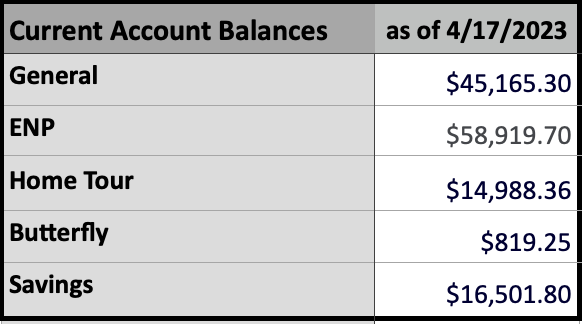 Current Account Balances as of 4/17/2023
General $45,165.30
ENP $58,919.70
Home Tour $14,988.36
Butterfly $819.25
Savings $16,501.80